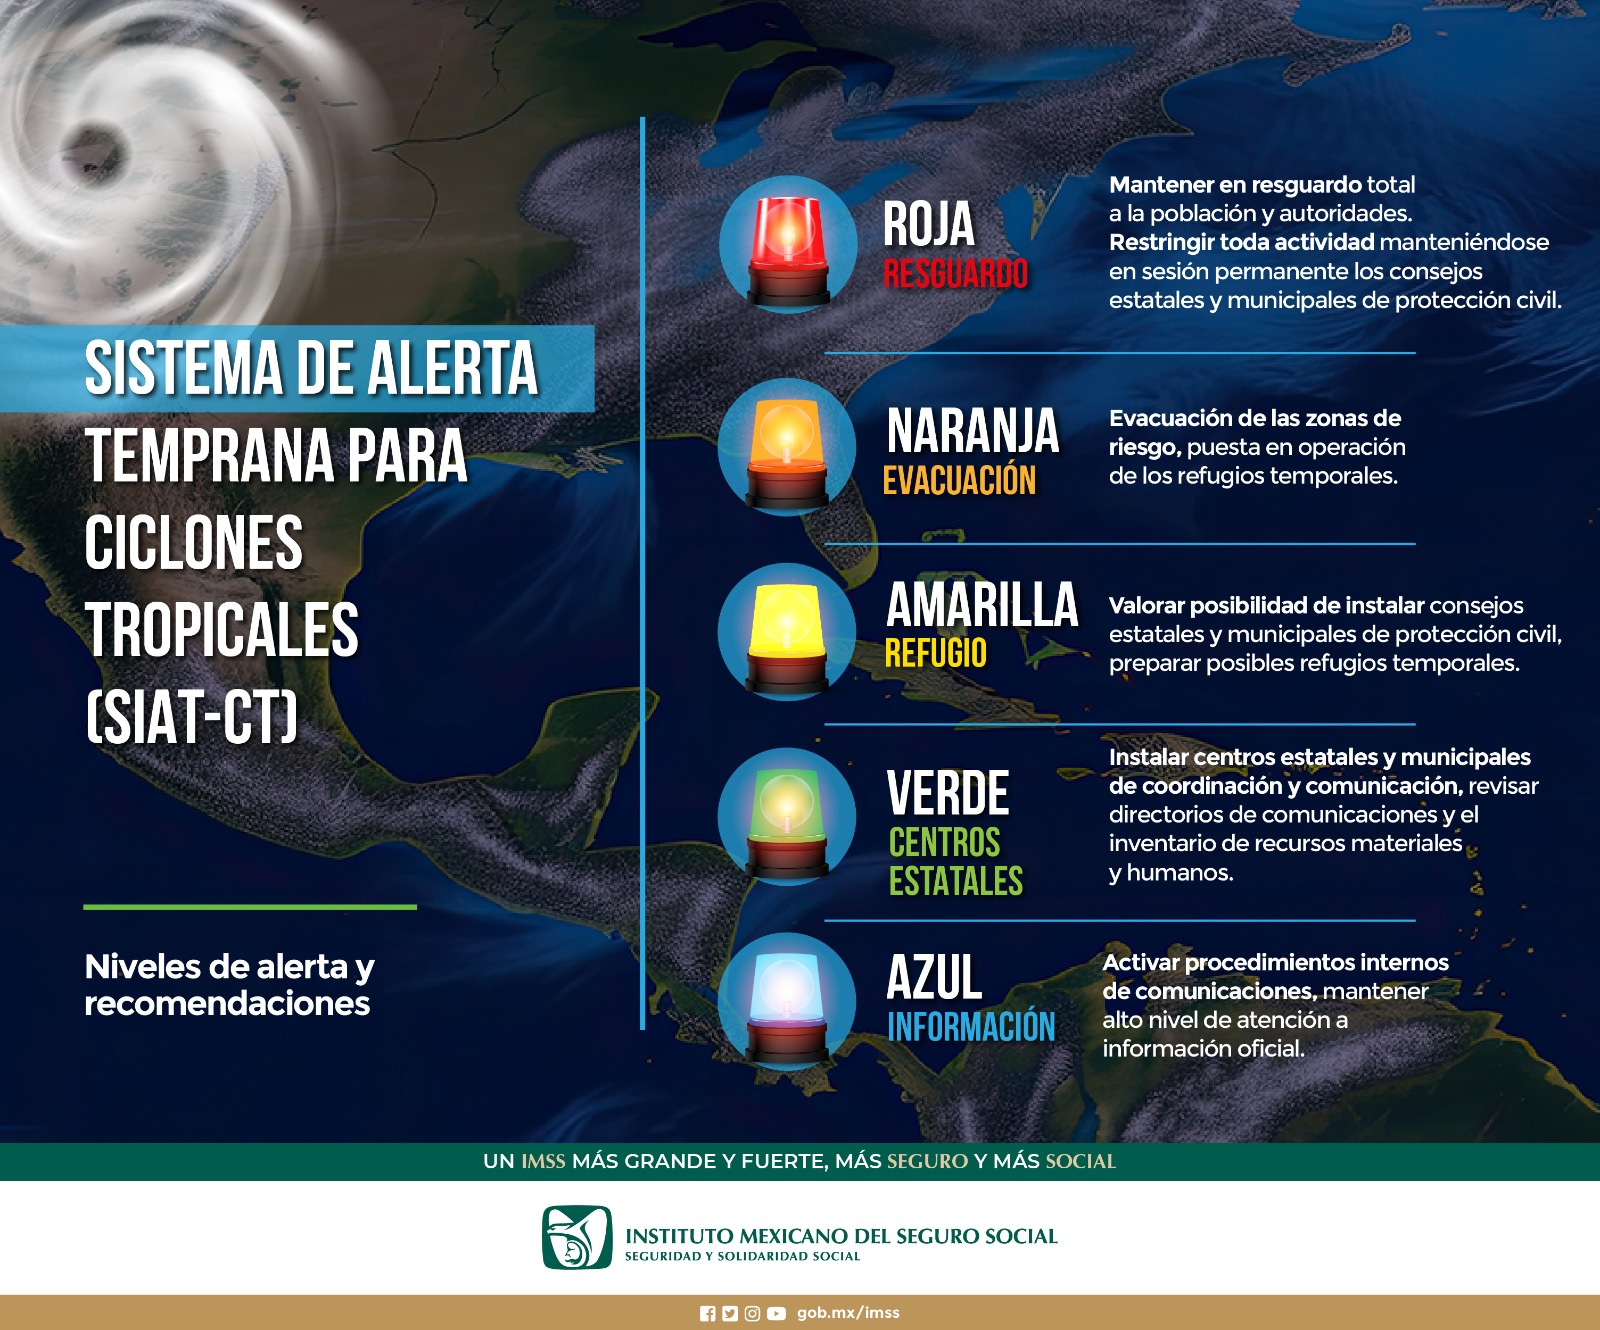 SISTEMA DE ALERTA
TEMPRANA PARA
CICLONES
TROPICALES
(SIAT-CT)
Niveles de alerta y
recomendaciones
ROJA
RESGUARDO
Mantener en resguardo total
a la población y autoridades.
Restringir toda actividad manteniéndose
en sesión permanente los consejos
estatales y municipales de protección civil.
NARANJA
EVACUACIÓN
Evacuación de las zonas de
riesgo, puesta en operación
de los refugios temporales.
AMARILLA
REFUGIO
Valorar posibilidad de instalar consejos
estatales y municipales de protección civil,
preparar posibles refugios temporales.
VERDE
CENTROS
ESTATALES
Instalar centros estatales y municipales
de coordinación y comunicación, revisar
directorios de comunicaciones y el
inventario de recursos materiales
y humanos.
AZUL
INFORMACIÓN
Activar procedimientos internos
de comunicaciones, mantener
alto nivel de atención a
información oficial.
UN IMSS MÁS GRANDE Y FUERTE, MÁS SEGURO Y MÁS SOCIAL
INSTITUTO MEXICANO DEL SEGURO SOCIAL
SEGURIDAD Y SOLIDARIDAD SOCIAL
gob.mx/imss